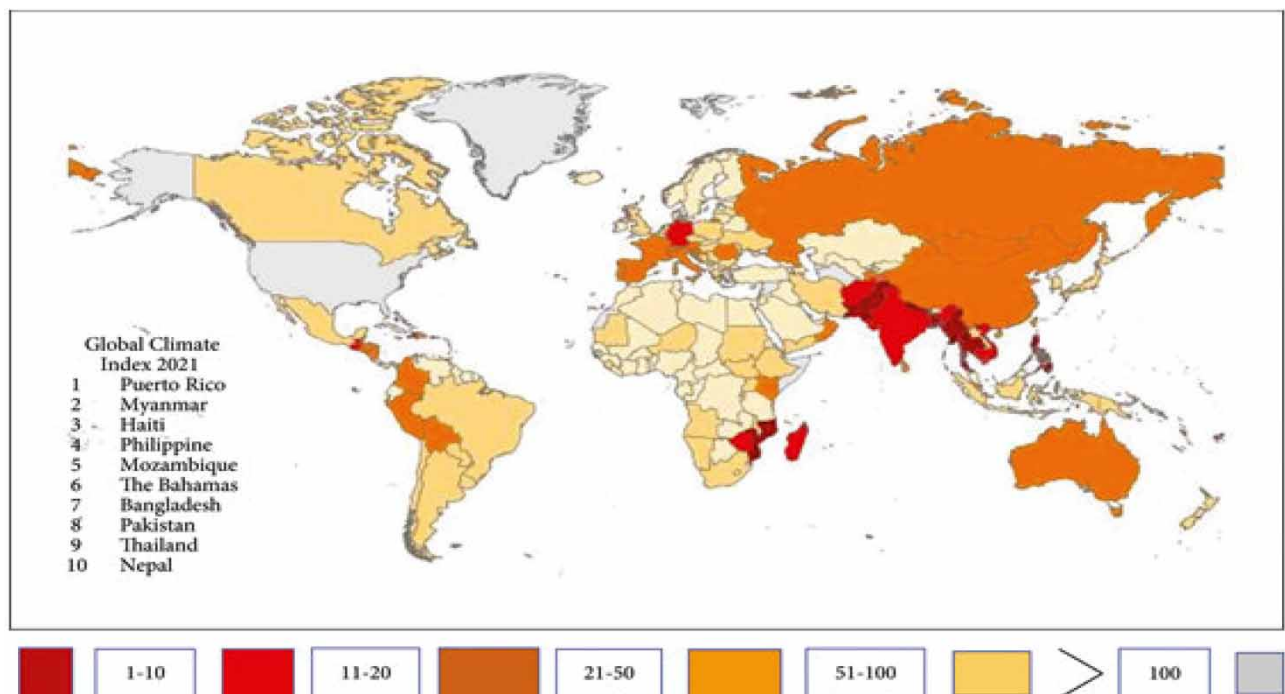 Global Climate
Index 2021
1 Puerto Rico
2 Myanmar
3 Haiti
4 Philippine
5 Mozambique
6 The Bahamas
7 Bangladesh
8 Pakistan
9 Thailand
10 Nepal
1-10 11-20 21-50 51-100 > 100